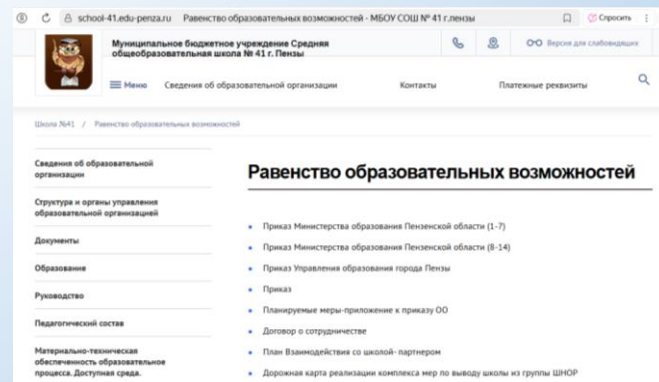 school-41.edu-penza.ru Равенство образовательных возможностей - МБОУ СОШ № 41 г.пензы Спросить
Муниципальное бюджетное учреждение Средняя
общеобразовательная школа № 41 г. Пензы
Версия для слабовидящих
Меню Сведения об образовательной организации Контакты Платежные реквизиты
Школа №41 / Равенство образовательных возможностей
Сведения об образовательной
организации
Структура и органы управления
образовательной организацией
Документы
Образование
Руководство
Педагогический состав
Материально-техническая
обеспеченность образовательное
процесса. Доступная среда.
Равенство образовательных возможностей
Приказ Министерства образования Пензенской области (1-7)
Приказ Министерства образования Пензенской области (8-14)
Приказ Управления образования города Пензы
Приказ
Планируемые меры-приложение к приказу ОО
Договор о сотрудничестве
План Взаимодействия со школой- партнером
Дорожная карта реализации комплекса мер по выводу школы из группы ШНОР